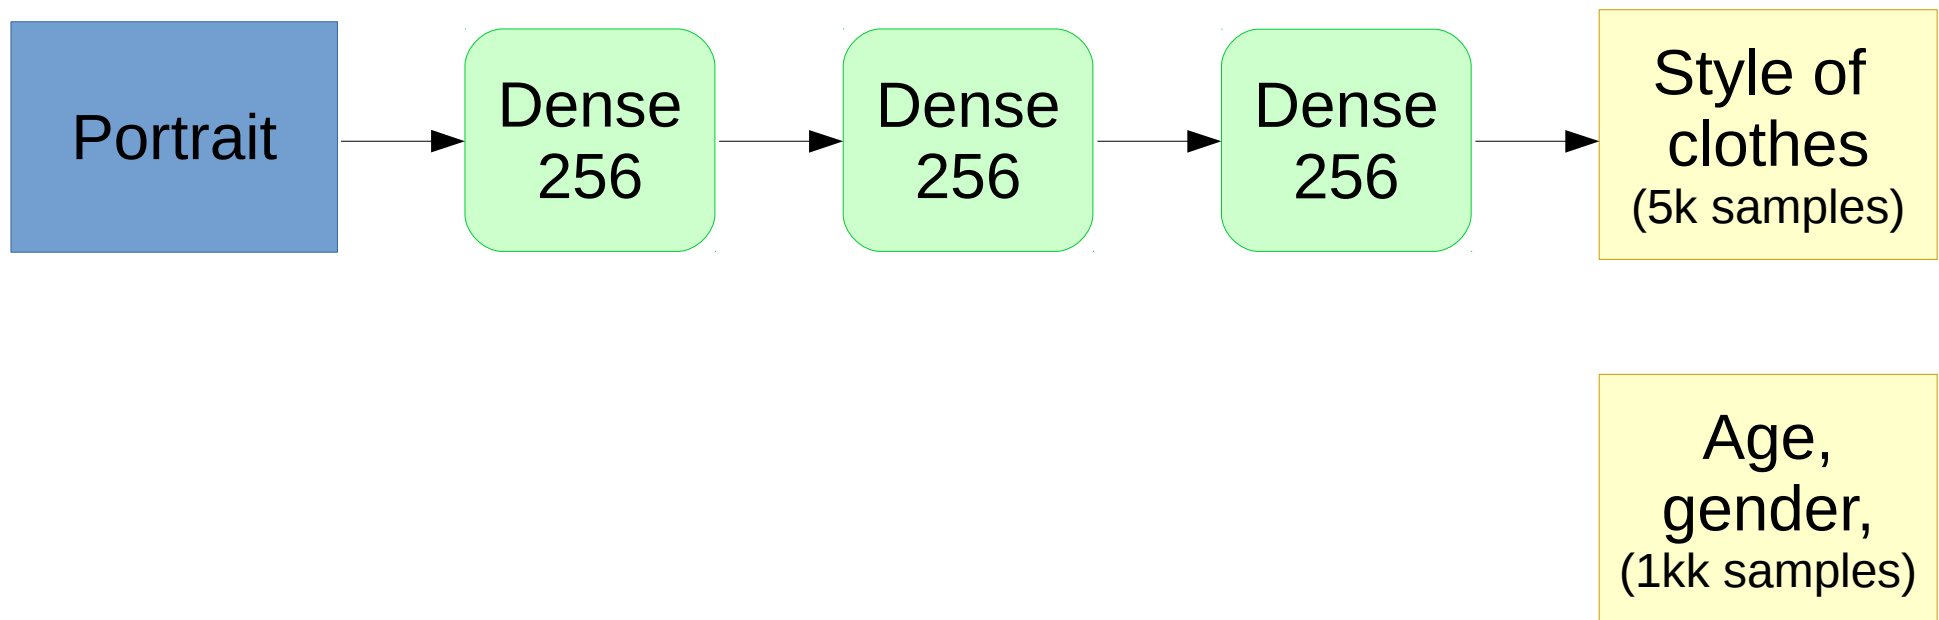 Portrait
Dense
256
Dense
256
Dense
256
Style of
clothes
(5k samples)
Age,
gender,
(1kk samples)